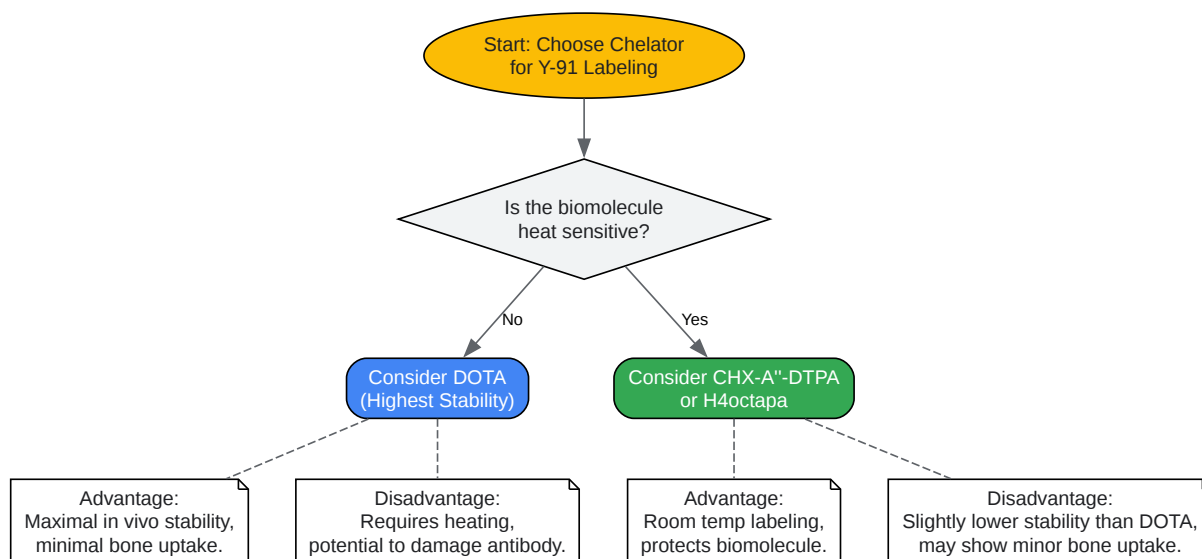 Start: Choose Chelator
for Y-91 Labeling
Is the biomolecule
heat sensitive?
No
Yes
Consider DOTA
(Highest Stability)
Consider CHX-A''-DTPA
or H4octapa
Advantage:
Maximal in vivo stability,
minimal bone uptake.
Disadvantage:
Requires heating,
potential to damage antibody.
Advantage:
Room temp labeling,
protects biomolecule.
Disadvantage:
Slightly lower stability than DOTA,
may show minor bone uptake.